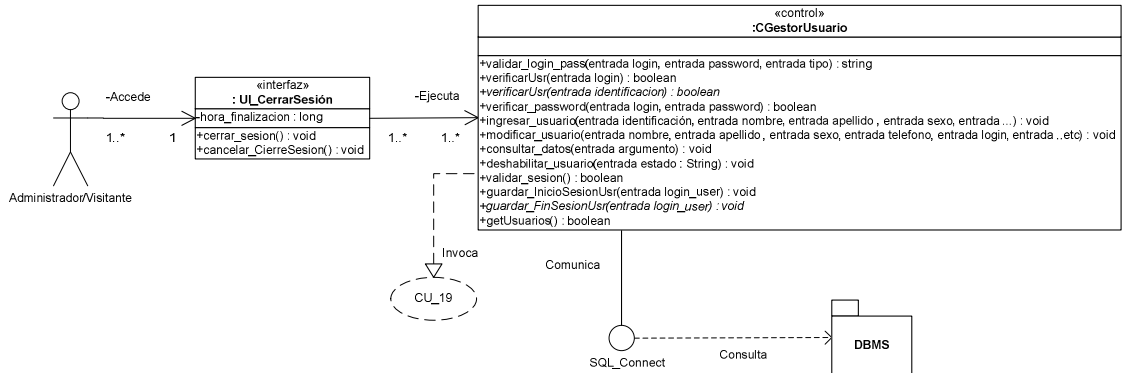 «control»
:CGestorUsuario
+validar_login_pass(entrada login, entrada password, entrada tipo) : string
+verificarUsr(entrada login) : boolean
+verificarUsr(entrada identificacion) : boolean
+verificar_password(entrada login, entrada password) : boolean
+ingresar_usuario(entrada identificación, entrada nombre, entrada apellido , entrada sexo, entrada ...) : void
+modificar_usuario(entrada nombre, entrada apellido , entrada sexo, entrada telefono, entrada login, entrada ..etc) : void
+consultar_datos(entrada argumento) : void
+deshabilitar_usuario(entrada estado : String) : void
+validar_sesion() : boolean
+guardar_InicioSesionUsr(entrada login_user) : void
+guardar_FinSesionUsr(entrada login_user) : void
+getUsuarios() : boolean
«interfaz»
: UI_CerrarSesión
-hora_finalizacion : long
+cerrar_sesion() : void
+cancelar_CierreSesion() : void
-Accede
1..*
1
-Ejecuta
1..*
1..*
Administrador/Visitante
Invoca
CU_19
Comunica
SQL_Connect
Consulta
DBMS